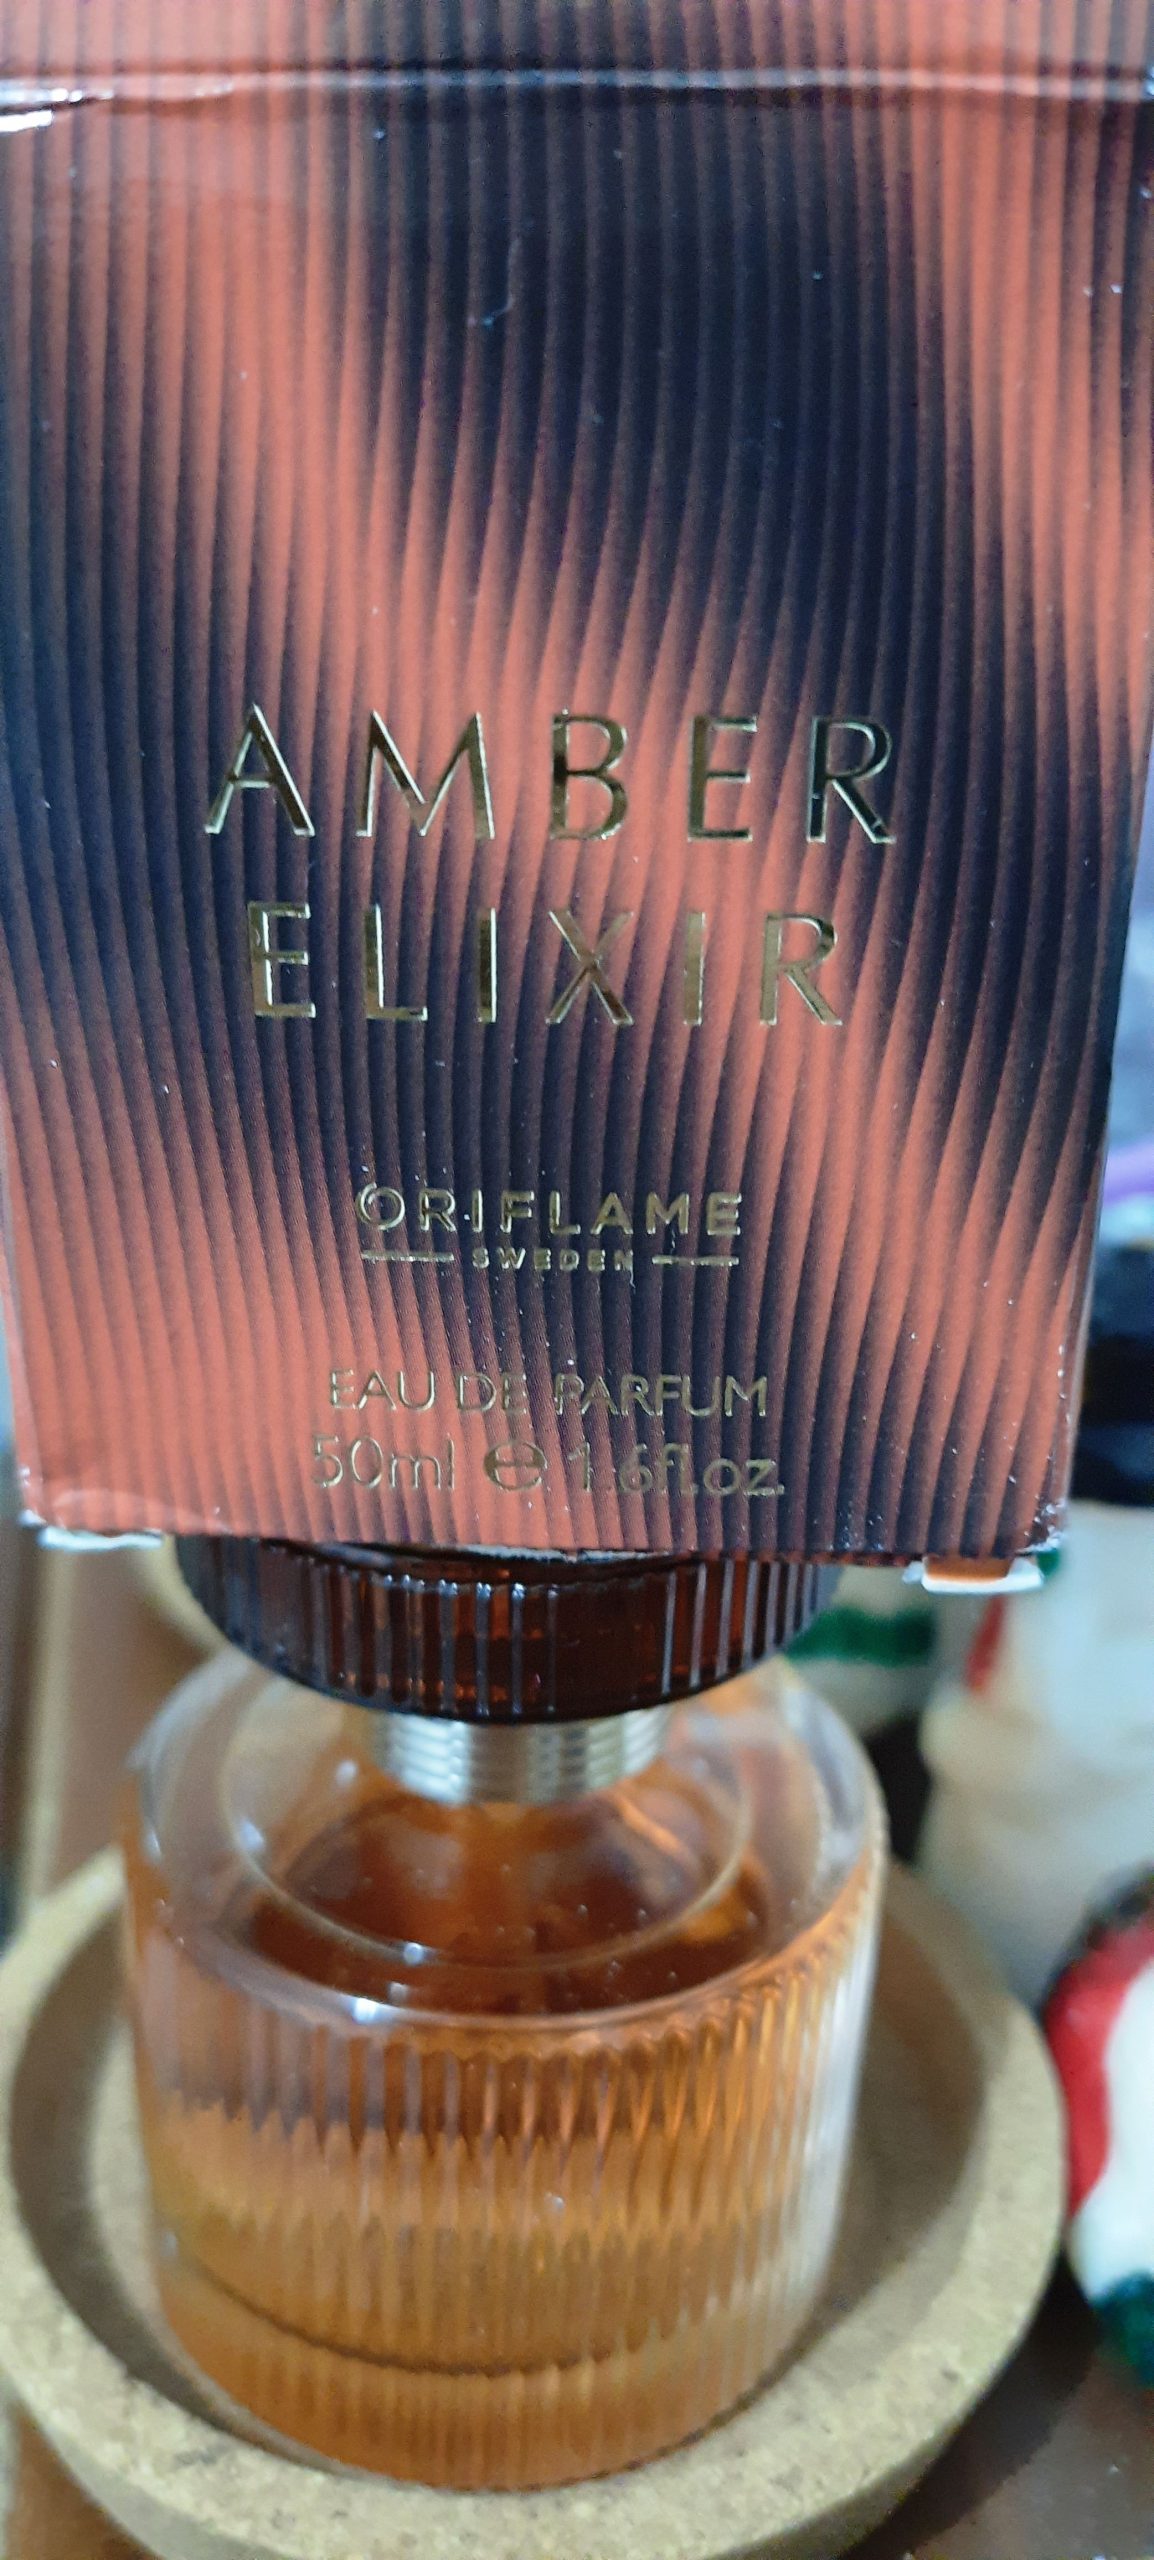 AMBER
ELIXIR
ORIFLAME
SWEDEN
EAU DE PARFUM
50ml ℮ 1.6fl.oz.